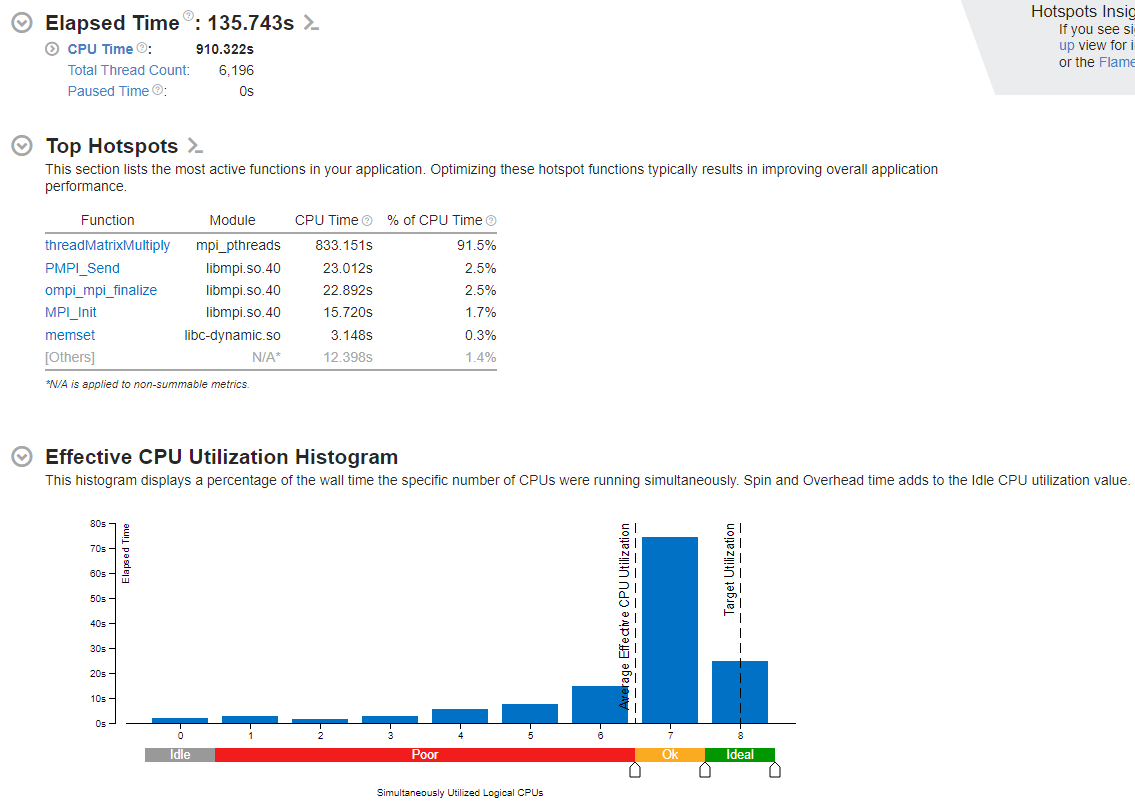 Elapsed Time ?: 135.743s
CPU Time ?: 910.322s
Total Thread Count: 6,196
Paused Time ?: 0s
Hotspots Insig
If you see si
up view for i
or the Flame
Top Hotspots
This section lists the most active functions in your application. Optimizing these hotspot functions typically results in improving overall application
performance.
Function Module CPU Time ? % of CPU Time ?
threadMatrixMultiply mpi_pthreads 833.151s 91.5%
PMPI_Send libmpi.so.40 23.012s 2.5%
ompi_mpi_finalize libmpi.so.40 22.892s 2.5%
MPI_Init libmpi.so.40 15.720s 1.7%
memset libc-dynamic.so 3.148s 0.3%
[Others] N/A* 12.398s 1.4%
*N/A is applied to non-summable metrics.
Effective CPU Utilization Histogram
This histogram displays a percentage of the wall time the specific number of CPUs were running simultaneously. Spin and Overhead time adds to the Idle CPU utilization value.
80s
70s
60s
50s
40s
30s
20s
10s
0s
Elapsed Time
Average Effective CPU Utilization
Target Utilization
0 1 2 3 4 5 6 7 8
Idle Poor Ok Ideal
Simultaneously Utilized Logical CPUs